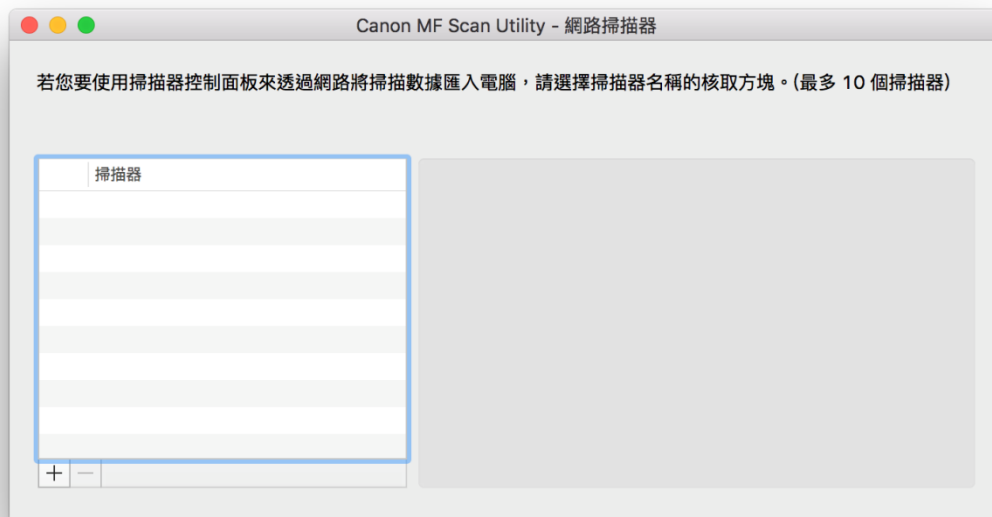 Canon MF Scan Utility - 網路掃描器
若您要使用掃描器控制面板來透過網路將掃描數據匯入電腦，請選擇掃描器名稱的核取方塊。(最多 10 個掃描器)
掃描器